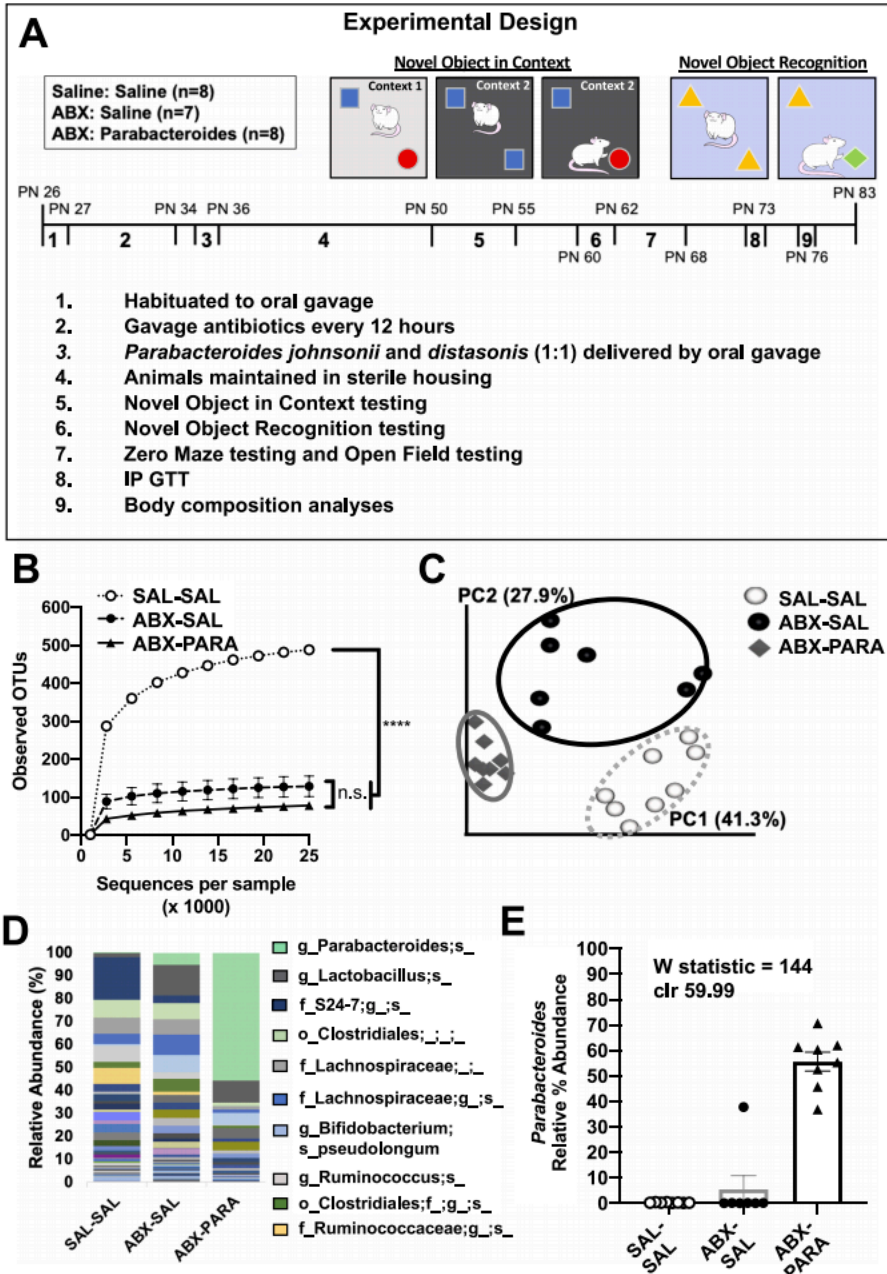 A
Experimental Design
Saline: Saline (n=8)
ABX: Saline (n=7)
ABX: Parabacteroides (n=8)
Novel Object in Context
Context 1
Context 2
Context 2
Novel Object Recognition
PN 26
PN 27
PN 34
PN 36
PN 50
PN 55
PN 62
PN 73
PN 83
1 2 3 4 5 6 7 8 9
PN 60
PN 68
PN 76
1. Habituated to oral gavage
2. Gavage antibiotics every 12 hours
3. Parabacteroides johnsonii and distasonis (1:1) delivered by oral gavage
4. Animals maintained in sterile housing
5. Novel Object in Context testing
6. Novel Object Recognition testing
7. Zero Maze testing and Open Field testing
8. IP GTT
9. Body composition analyses
B
SAL-SAL
ABX-SAL
ABX-PARA
Observed OTUs
600
500
400
300
200
100
0
0 5 10 15 20 25
Sequences per sample
(x 1000)
****
n.s.
C
PC2 (27.9%)
PC1 (41.3%)
SAL-SAL
ABX-SAL
ABX-PARA
D
Relative Abundance (%)
100
90
80
70
60
50
40
30
20
10
0
SAL-SAL
ABX-SAL
ABX-PARA
g_Parabacteroides;s_
g_Lactobacillus;s_
f_S24-7;g_;s_
o_Clostridiales;_;_;_
f_Lachnospiraceae;_;_
f_Lachnospiraceae;g_;s_
g_Bifidobacterium;
s_pseudolongum
g_Ruminococcus;s_
o_Clostridiales;f_;g_;s_
f_Ruminococcaceae;g_;s_
E
Parabacteroides
Relative % Abundance
100
90
80
70
60
50
40
30
20
10
0
W statistic = 144
clr 59.99
SAL-
SAL
ABX-
SAL
ABX-
PARA